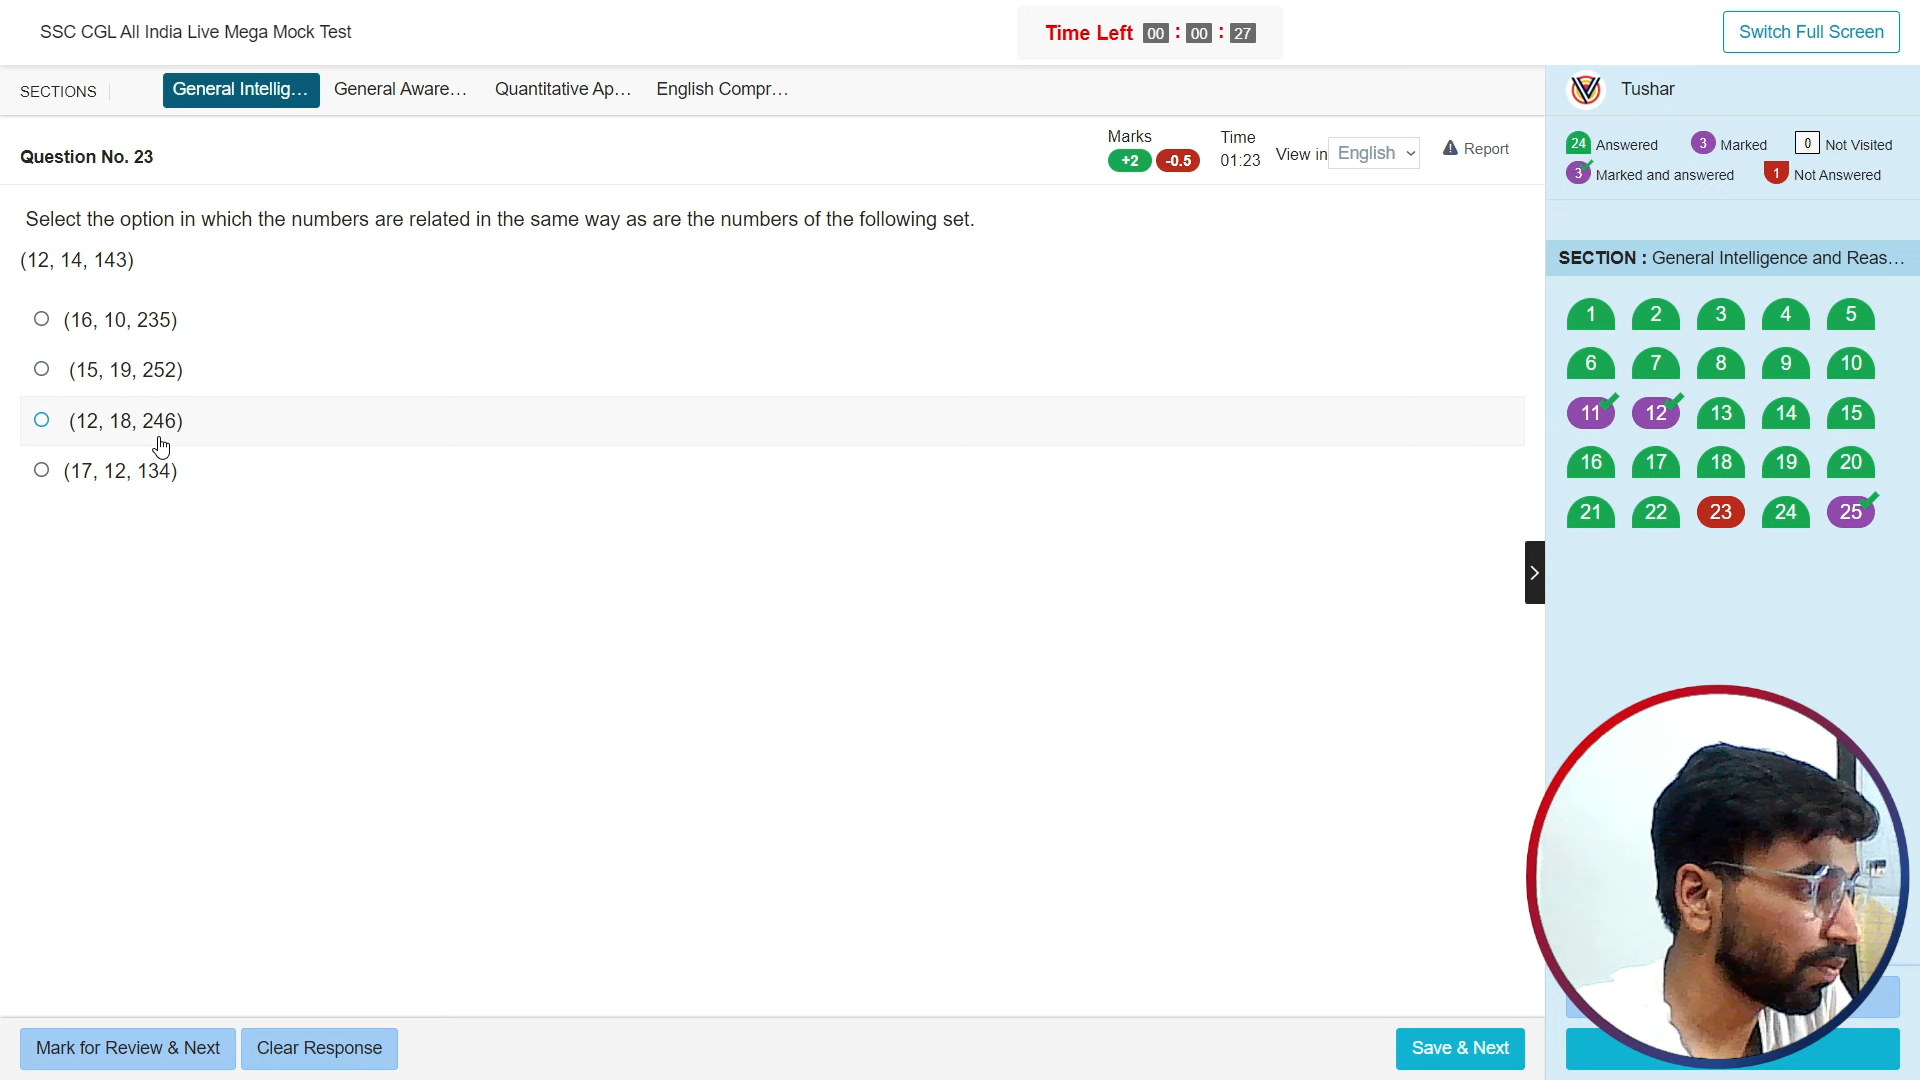 SSC CGL All India Live Mega Mock Test
Time Left 00 : 00 : 27
Switch Full Screen
SECTIONS
General Intellig...
General Aware...
Quantitative Ap...
English Compr...
Tushar
Question No. 23
Marks
+2 -0.5
Time
01:23
View in English
Report
24 Answered
3 Marked
0 Not Visited
3 Marked and answered
1 Not Answered
Select the option in which the numbers are related in the same way as are the numbers of the following set.
(12, 14, 143)
(16, 10, 235)
(15, 19, 252)
(12, 18, 246)
(17, 12, 134)
SECTION : General Intelligence and Reas...
1 2 3 4 5
6 7 8 9 10
11 12 13 14 15
16 17 18 19 20
21 22 23 24 25
Mark for Review & Next
Clear Response
Save & Next